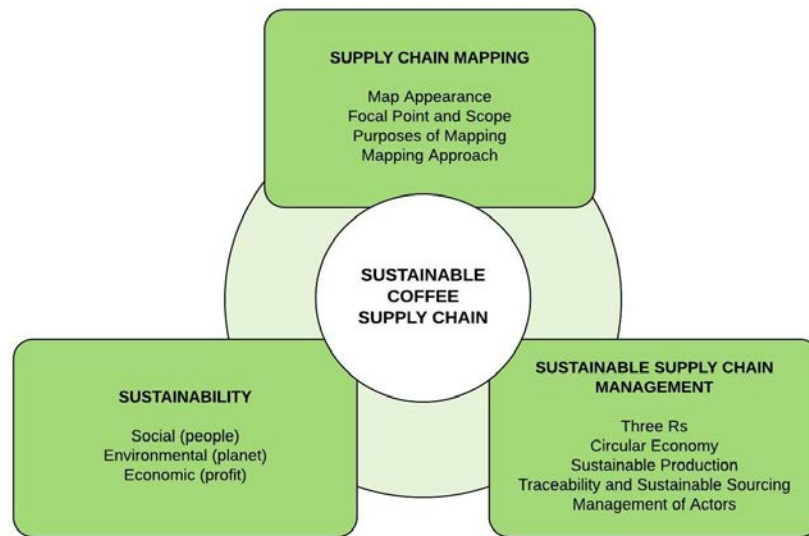 SUPPLY CHAIN MAPPING
Map Appearance
Focal Point and Scope
Purposes of Mapping
Mapping Approach
SUSTAINABLE
COFFEE
SUPPLY CHAIN
SUSTAINABILITY
Social (people)
Environmental (planet)
Economic (profit)
SUSTAINABLE SUPPLY CHAIN
MANAGEMENT
Three Rs
Circular Economy
Sustainable Production
Traceability and Sustainable Sourcing
Management of Actors